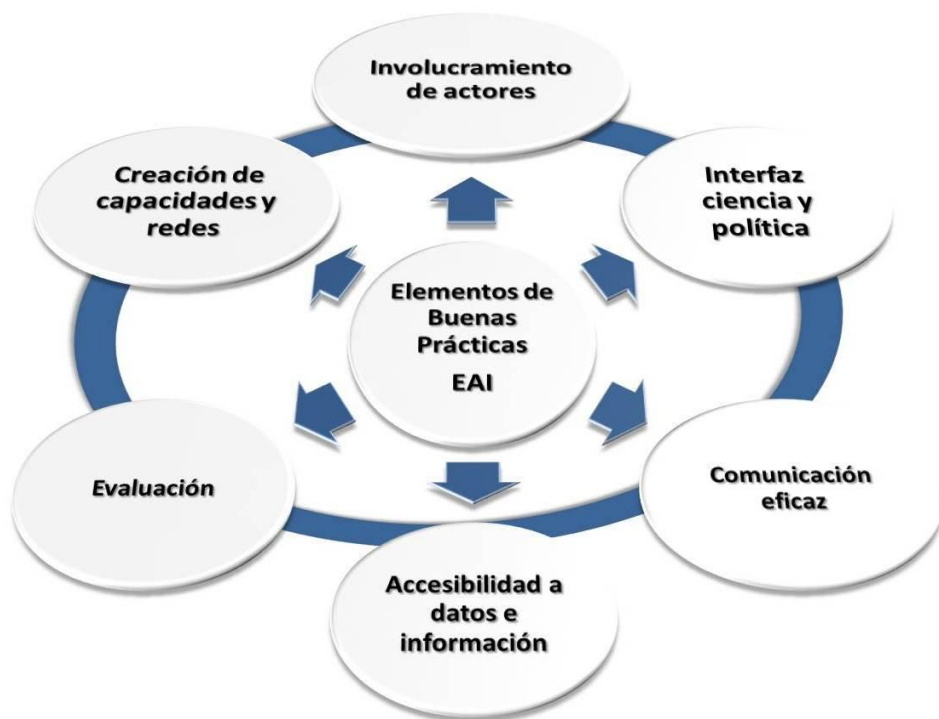 Involucramiento
de actores
Interfaz
ciencia y
política
Comunicación
eficaz
Accesibilidad a
datos e
información
Evaluación
Creación de
capacidades y
redes
Elementos de
Buenas
Prácticas
EAI